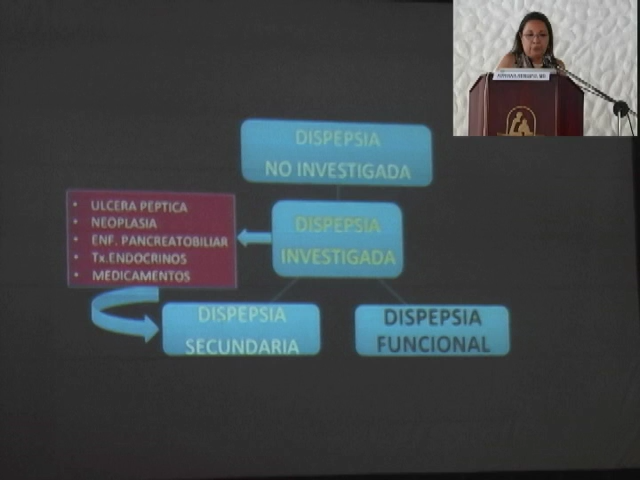 DISPEPSIA
NO INVESTIGADA
• ULCERA PEPTICA
• NEOPLASIA
• ENF. PANCREATOBILIAR
• Tx.ENDOCRINOS
• MEDICAMENTOS
DISPEPSIA
INVESTIGADA
DISPEPSIA
SECUNDARIA
DISPEPSIA
FUNCIONAL